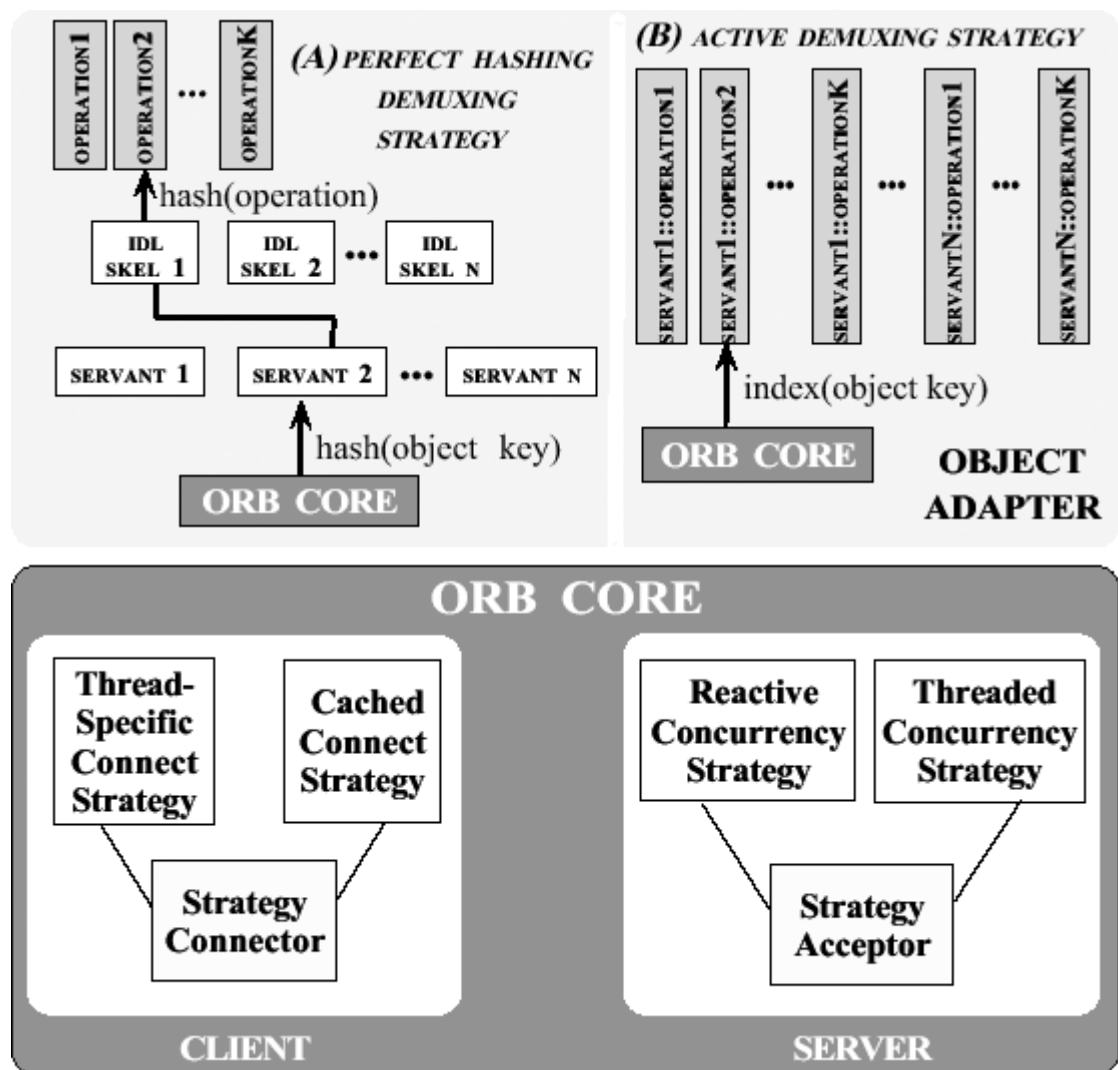 (A) PERFECT HASHING
DEMUXING
STRATEGY
OPERATION1
OPERATION2
...
OPERATIONK
hash(operation)
IDL
SKEL 1
IDL
SKEL 2
...
IDL
SKEL N
SERVANT 1
SERVANT 2
...
SERVANT N
hash(object key)
ORB CORE
(B) ACTIVE DEMUXING STRATEGY
SERVANT1::OPERATION1
SERVANT1::OPERATION2
...
SERVANT1::OPERATIONK
...
SERVANTN::OPERATION1
...
SERVANTN::OPERATIONK
index(object key)
ORB CORE
OBJECT
ADAPTER
ORB CORE
Thread-
Specific
Connect
Strategy
Cached
Connect
Strategy
Strategy
Connector
CLIENT
Reactive
Concurrency
Strategy
Threaded
Concurrency
Strategy
Strategy
Acceptor
SERVER